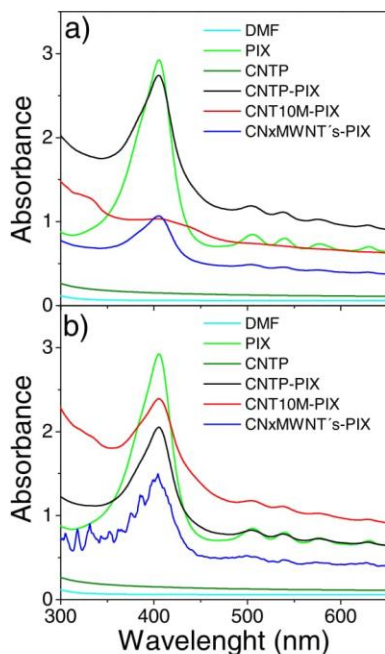 a)
DMF
PIX
CNTP
CNTP-PIX
CNT10M-PIX
CNxMWNT´s-PIX
3
2
1
0
Absorbance
b)
DMF
PIX
CNTP
CNTP-PIX
CNT10M-PIX
CNxMWNT's-PIX
3
2
1
0
Absorbance
300 400 500 600
Wavelenght (nm)